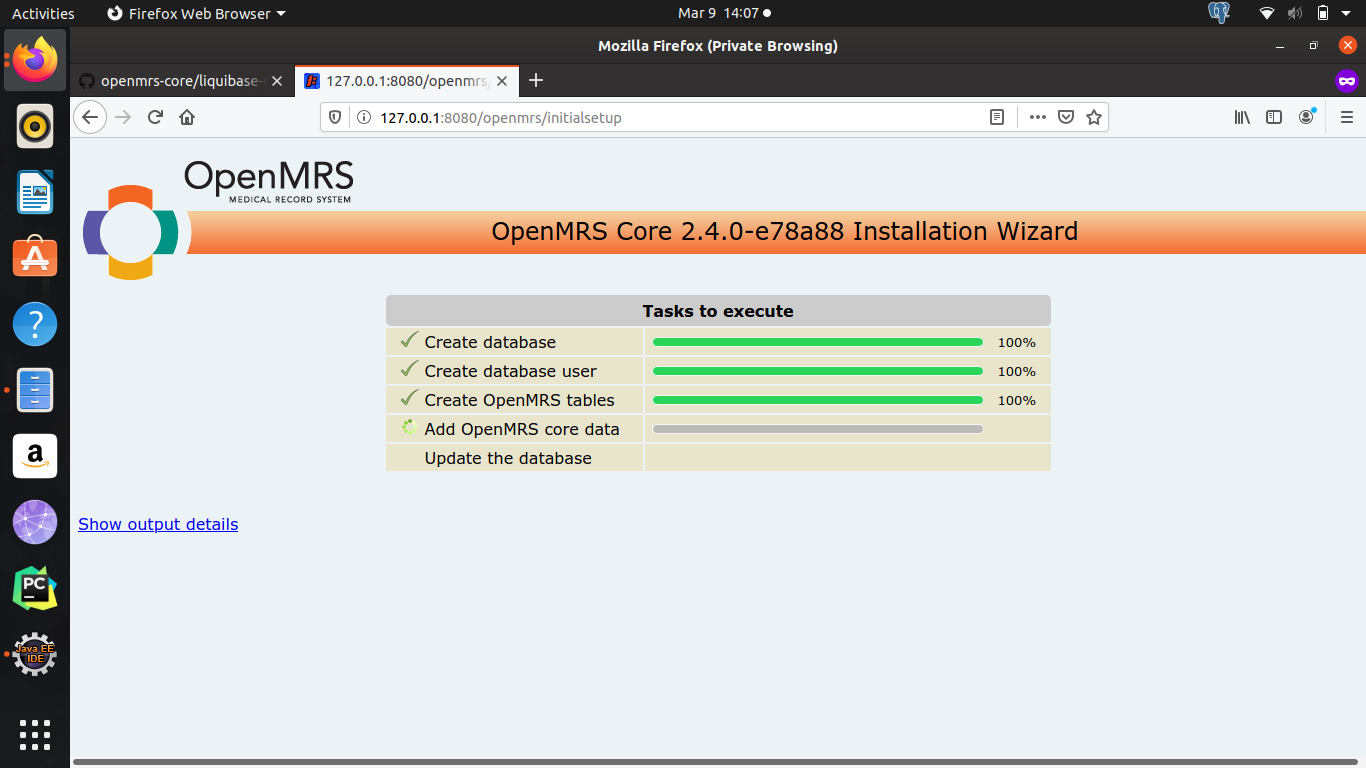 Activities Firefox Web Browser Mar 9 14:07
Mozilla Firefox (Private Browsing)
openmrs-core/liquibase- 127.0.0.1:8080/openmrs/
127.0.0.1:8080/openmrs/initialsetup
OpenMRS
MEDICAL RECORD SYSTEM
OpenMRS Core 2.4.0-e78a88 Installation Wizard
Tasks to execute
Create database 100%
Create database user 100%
Create OpenMRS tables 100%
Add OpenMRS core data
Update the database
Show output details
a
?
PC
Java EE
IDE